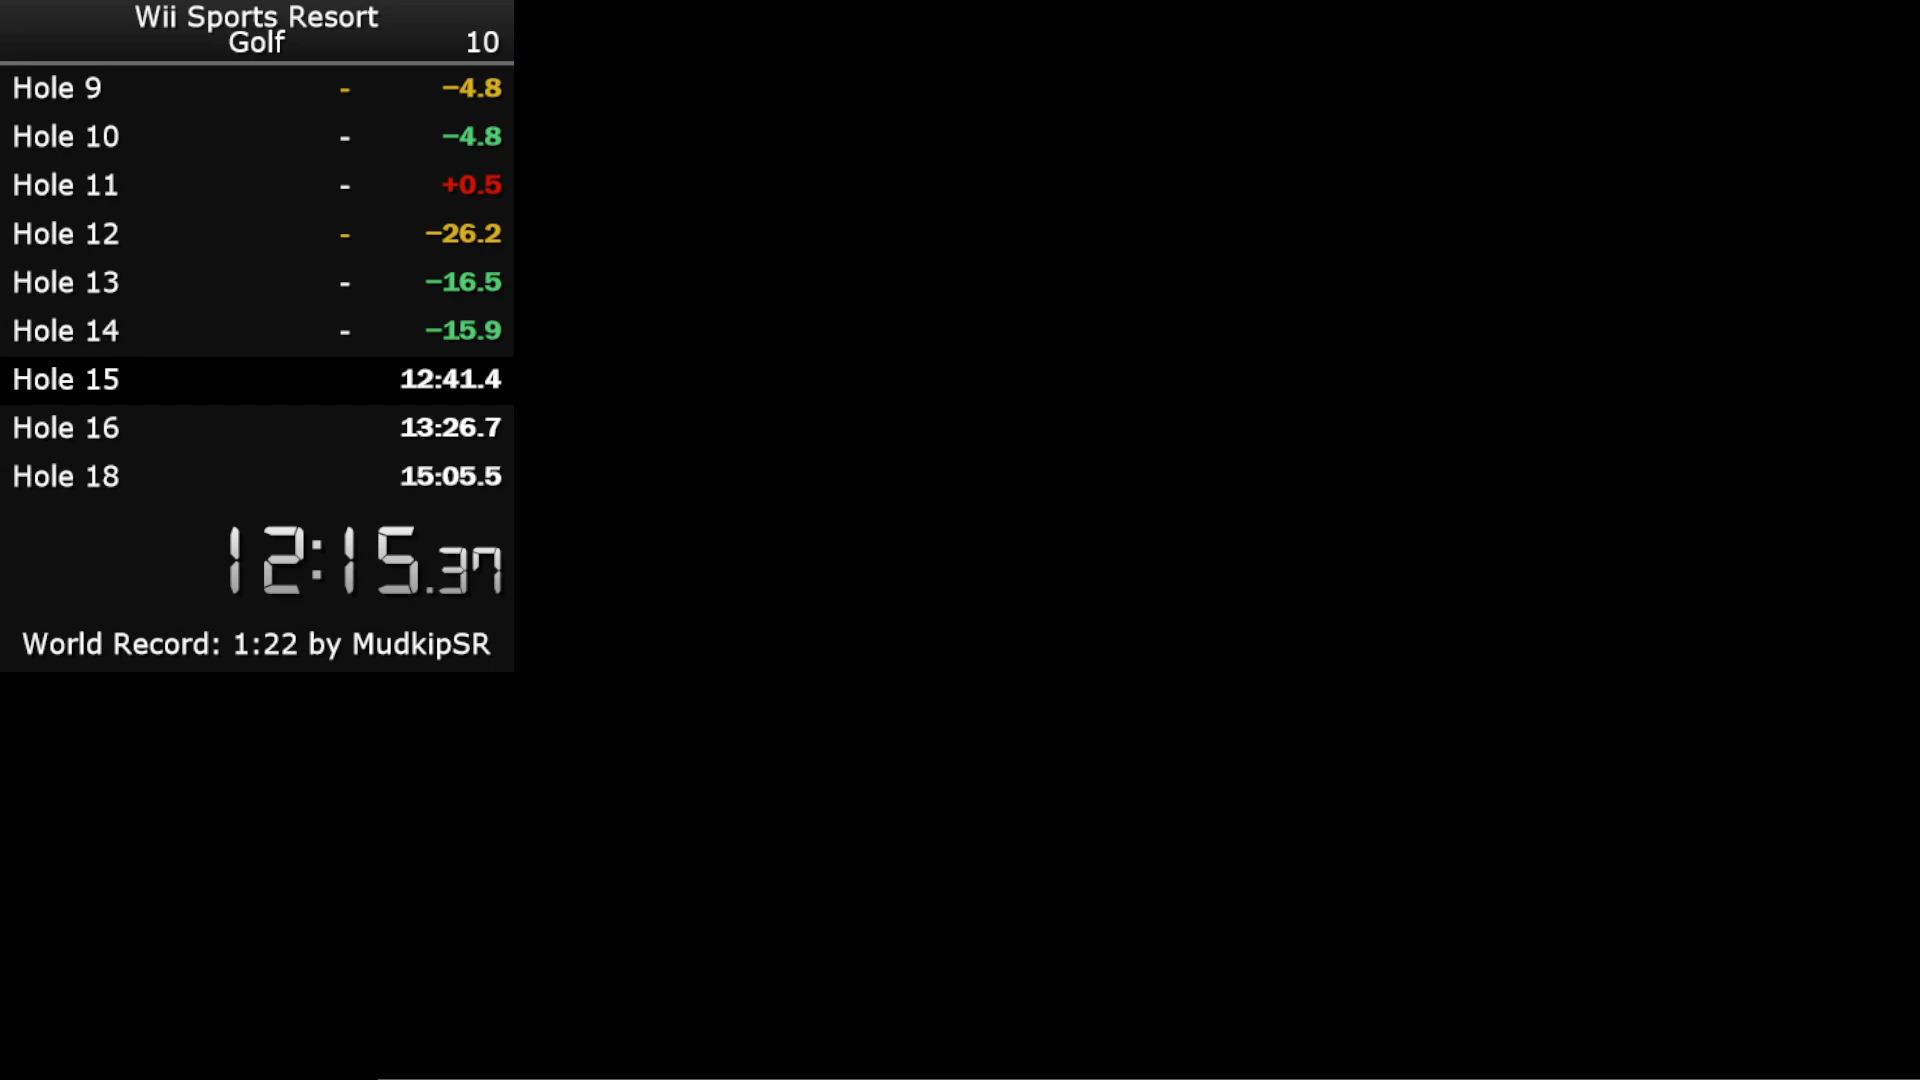 Wii Sports Resort
Golf 10
Hole 9 - −4.8
Hole 10 - −4.8
Hole 11 - +0.5
Hole 12 - −26.2
Hole 13 - −16.5
Hole 14 - −15.9
Hole 15 12:41.4
Hole 16 13:26.7
Hole 18 15:05.5
12:15.37
World Record: 1:22 by MudkipSR